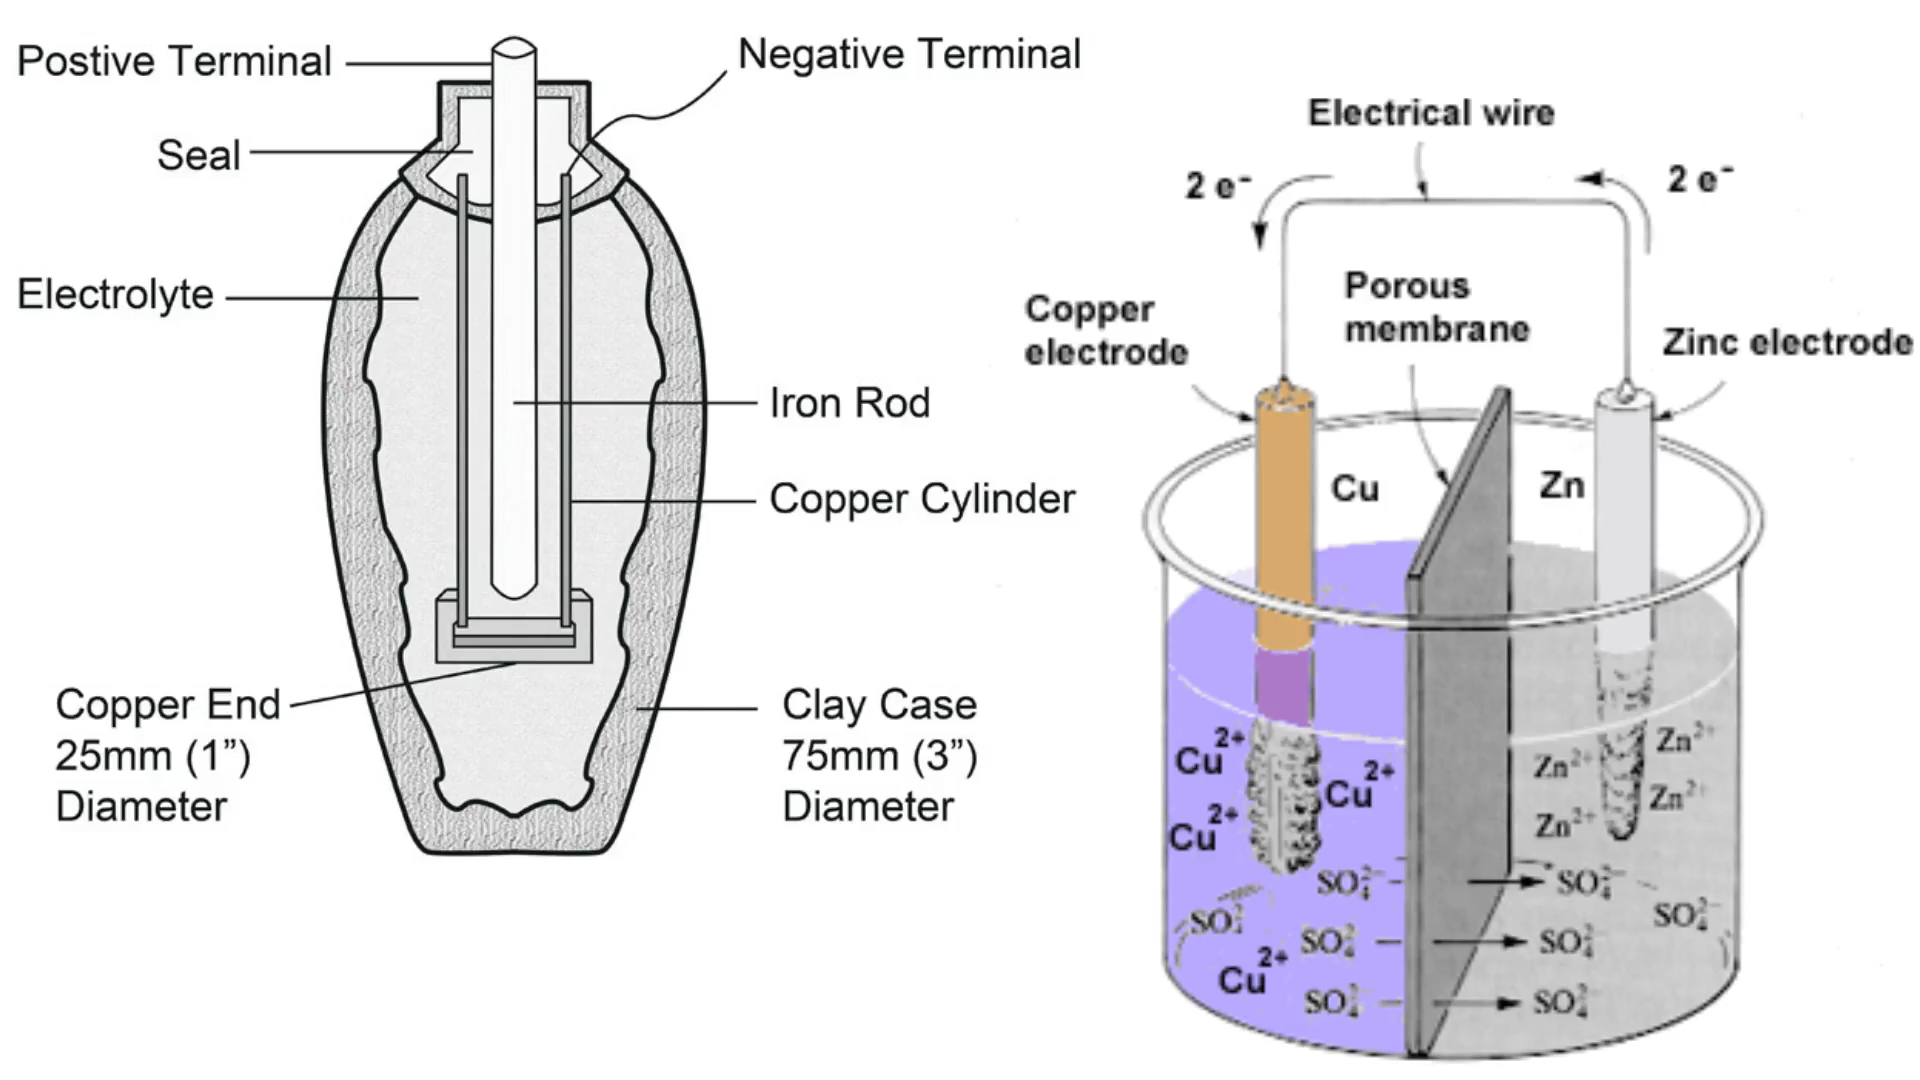 Postive Terminal
Negative Terminal
Seal
Electrolyte
Iron Rod
Copper Cylinder
Copper End
25mm (1”)
Diameter
Clay Case
75mm (3”)
Diameter
Electrical wire
2 e⁻
2 e⁻
Copper
electrode
Porous
membrane
Zinc electrode
Cu
Zn
Cu²⁺
Cu²⁺
Cu²⁺
Cu²⁺
Zn²⁺
Zn²⁺
Zn²⁺
Zn²⁺
SO₄²⁻
SO₄²⁻
SO₄²⁻
SO₄²⁻
SO₄²⁻
SO₄²⁻
SO₄²⁻
SO₄²⁻